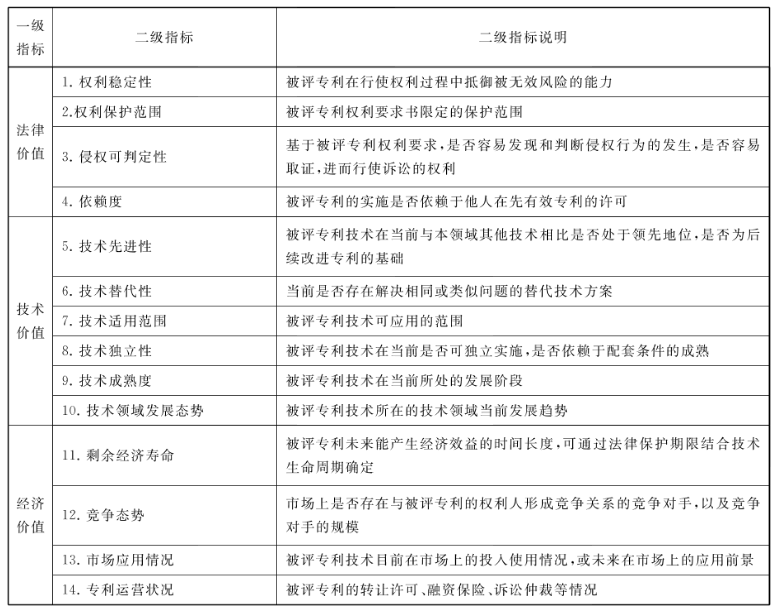 一级
指标
二级指标
二级指标说明
法律
价值
1. 权利稳定性
被评专利在行使权利过程中抵御被无效风险的能力
2.权利保护范围
被评专利权利要求书限定的保护范围
3. 侵权可判定性
基于被评专利权利要求,是否容易发现和判断侵权行为的发生,是否容易
取证,进而行使诉讼的权利
4. 依赖度
被评专利的实施是否依赖于他人在先有效专利的许可
技术
价值
5. 技术先进性
被评专利技术在当前与本领域其他技术相比是否处于领先地位,是否为后
续改进专利的基础
6. 技术替代性
当前是否存在解决相同或类似问题的替代技术方案
7. 技术适用范围
被评专利技术可应用的范围
8. 技术独立性
被评专利技术在当前是否可独立实施,是否依赖于配套条件的成熟
9. 技术成熟度
被评专利技术在当前所处的发展阶段
10. 技术领域发展态势
被评专利技术所在的技术领域当前发展趋势
经济
价值
11. 剩余经济寿命
被评专利未来能产生经济效益的时间长度,可通过法律保护期限结合技术
生命周期确定
12. 竞争态势
市场上是否存在与被评专利的权利人形成竞争关系的竞争对手,以及竞争
对手的规模
13. 市场应用情况
被评专利技术目前在市场上的投入使用情况,或未来在市场上的应用前景
14. 专利运营状况
被评专利的转让许可、融资保险、诉讼仲裁等情况